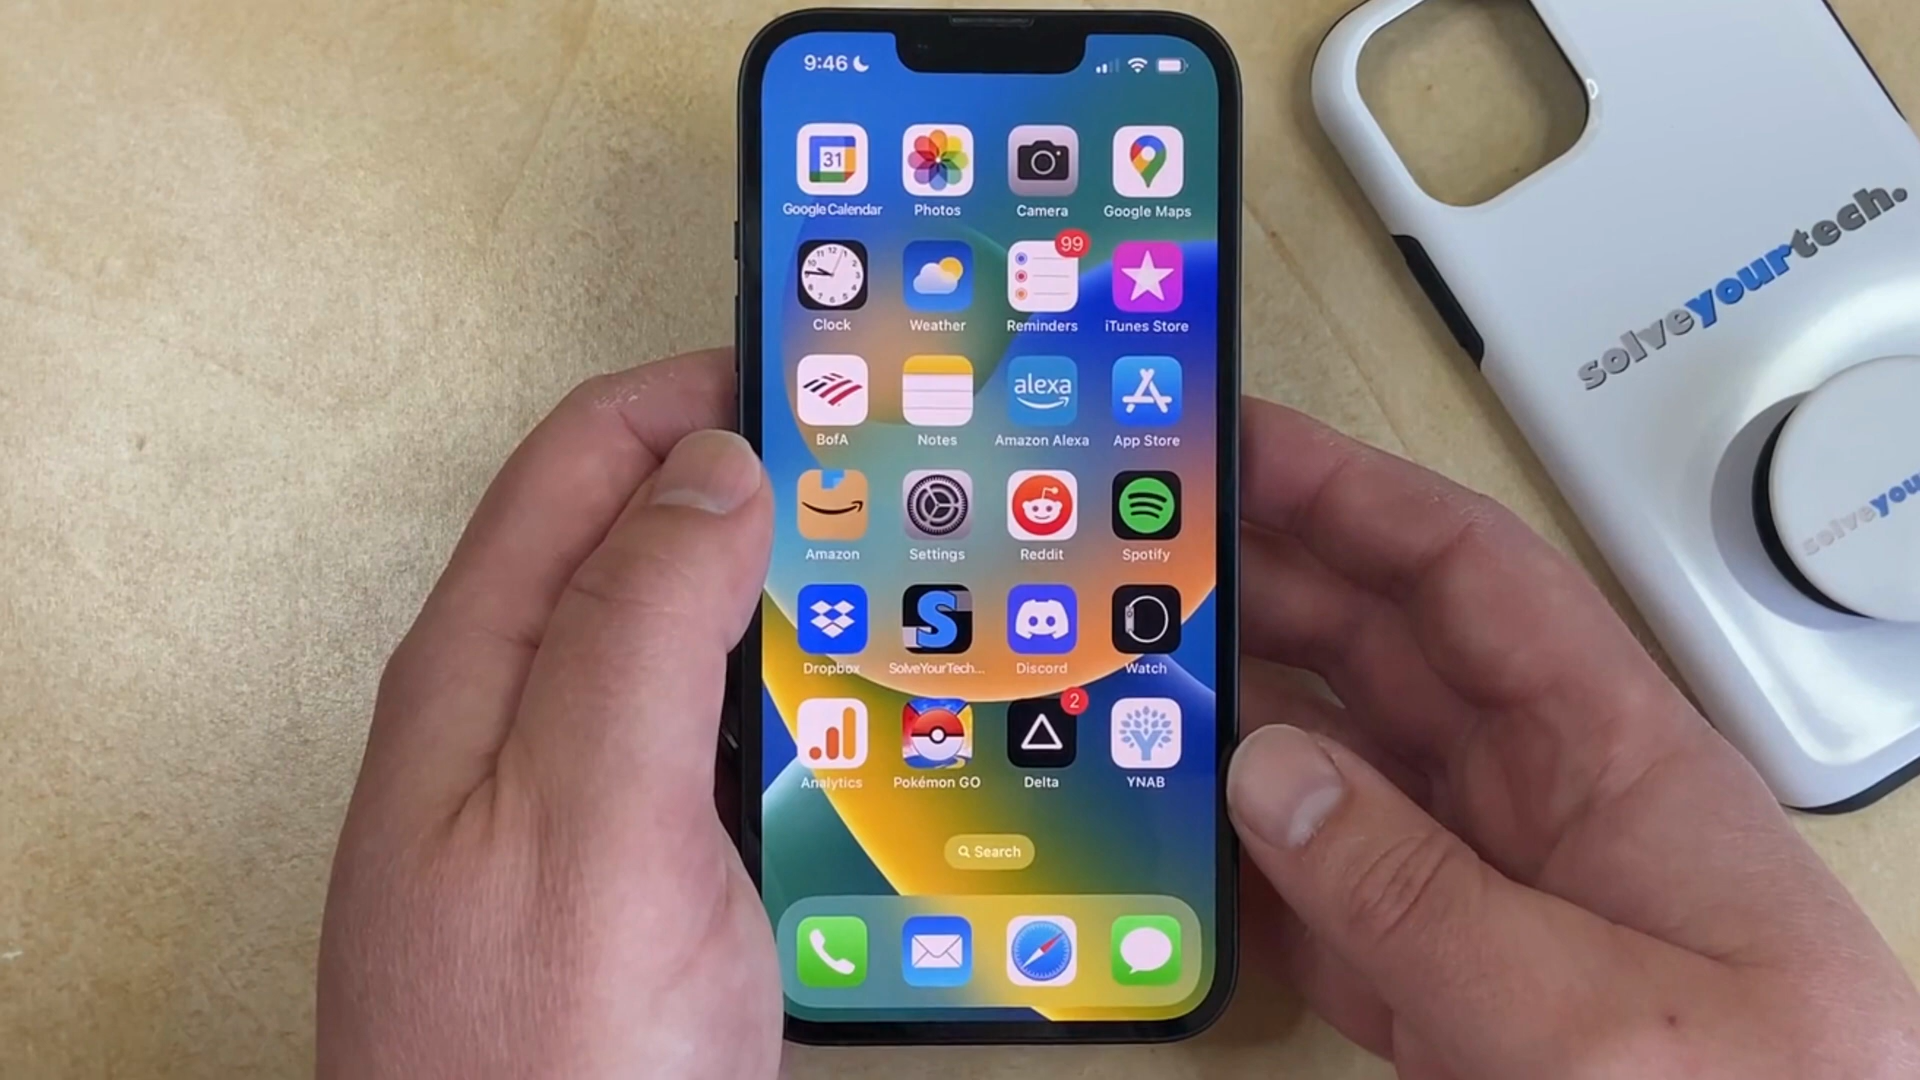 9:46
31
Google Calendar
Photos
Camera
Google Maps
99
Clock
Weather
Reminders
iTunes Store
alexa
BofA
Notes
Amazon Alexa
App Store
Amazon
Settings
Reddit
Spotify
S
Dropbox
SolveYourTech...
Discord
Watch
2
Analytics
Pokémon GO
Delta
YNAB
Search
solveyourtech.
solveyou